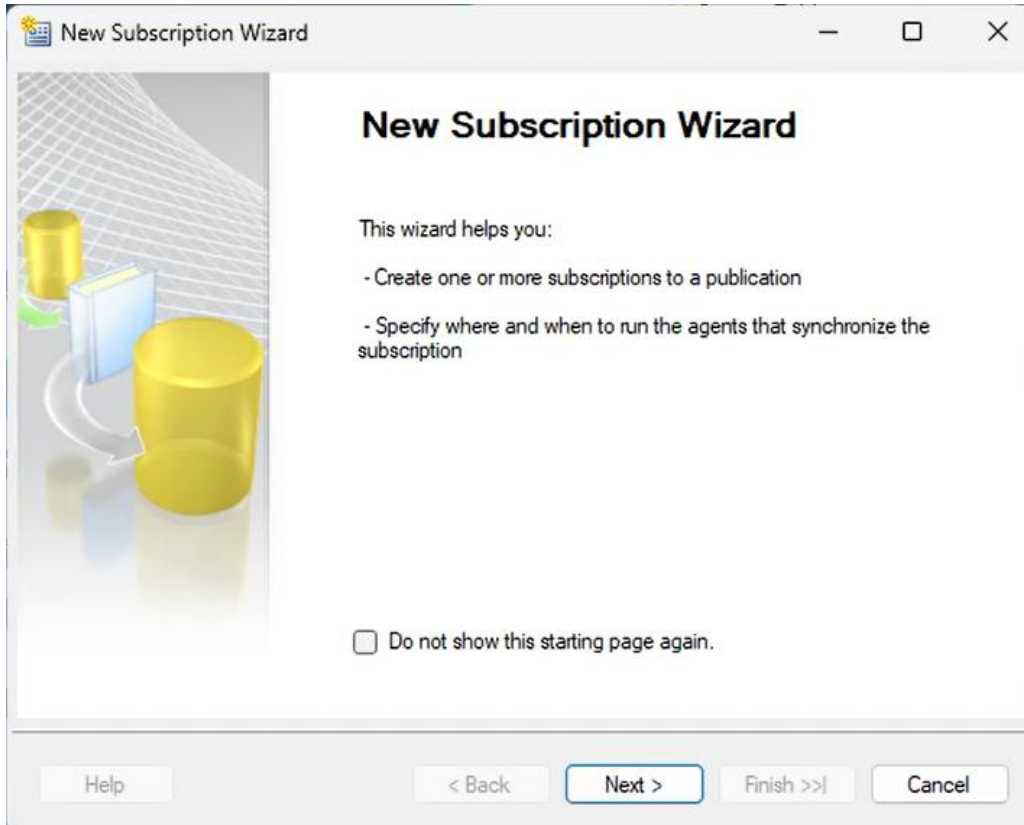 New Subscription Wizard
New Subscription Wizard
This wizard helps you:
- Create one or more subscriptions to a publication
- Specify where and when to run the agents that synchronize the
subscription
Do not show this starting page again.
Help
< Back
Next >
Finish >>|
Cancel